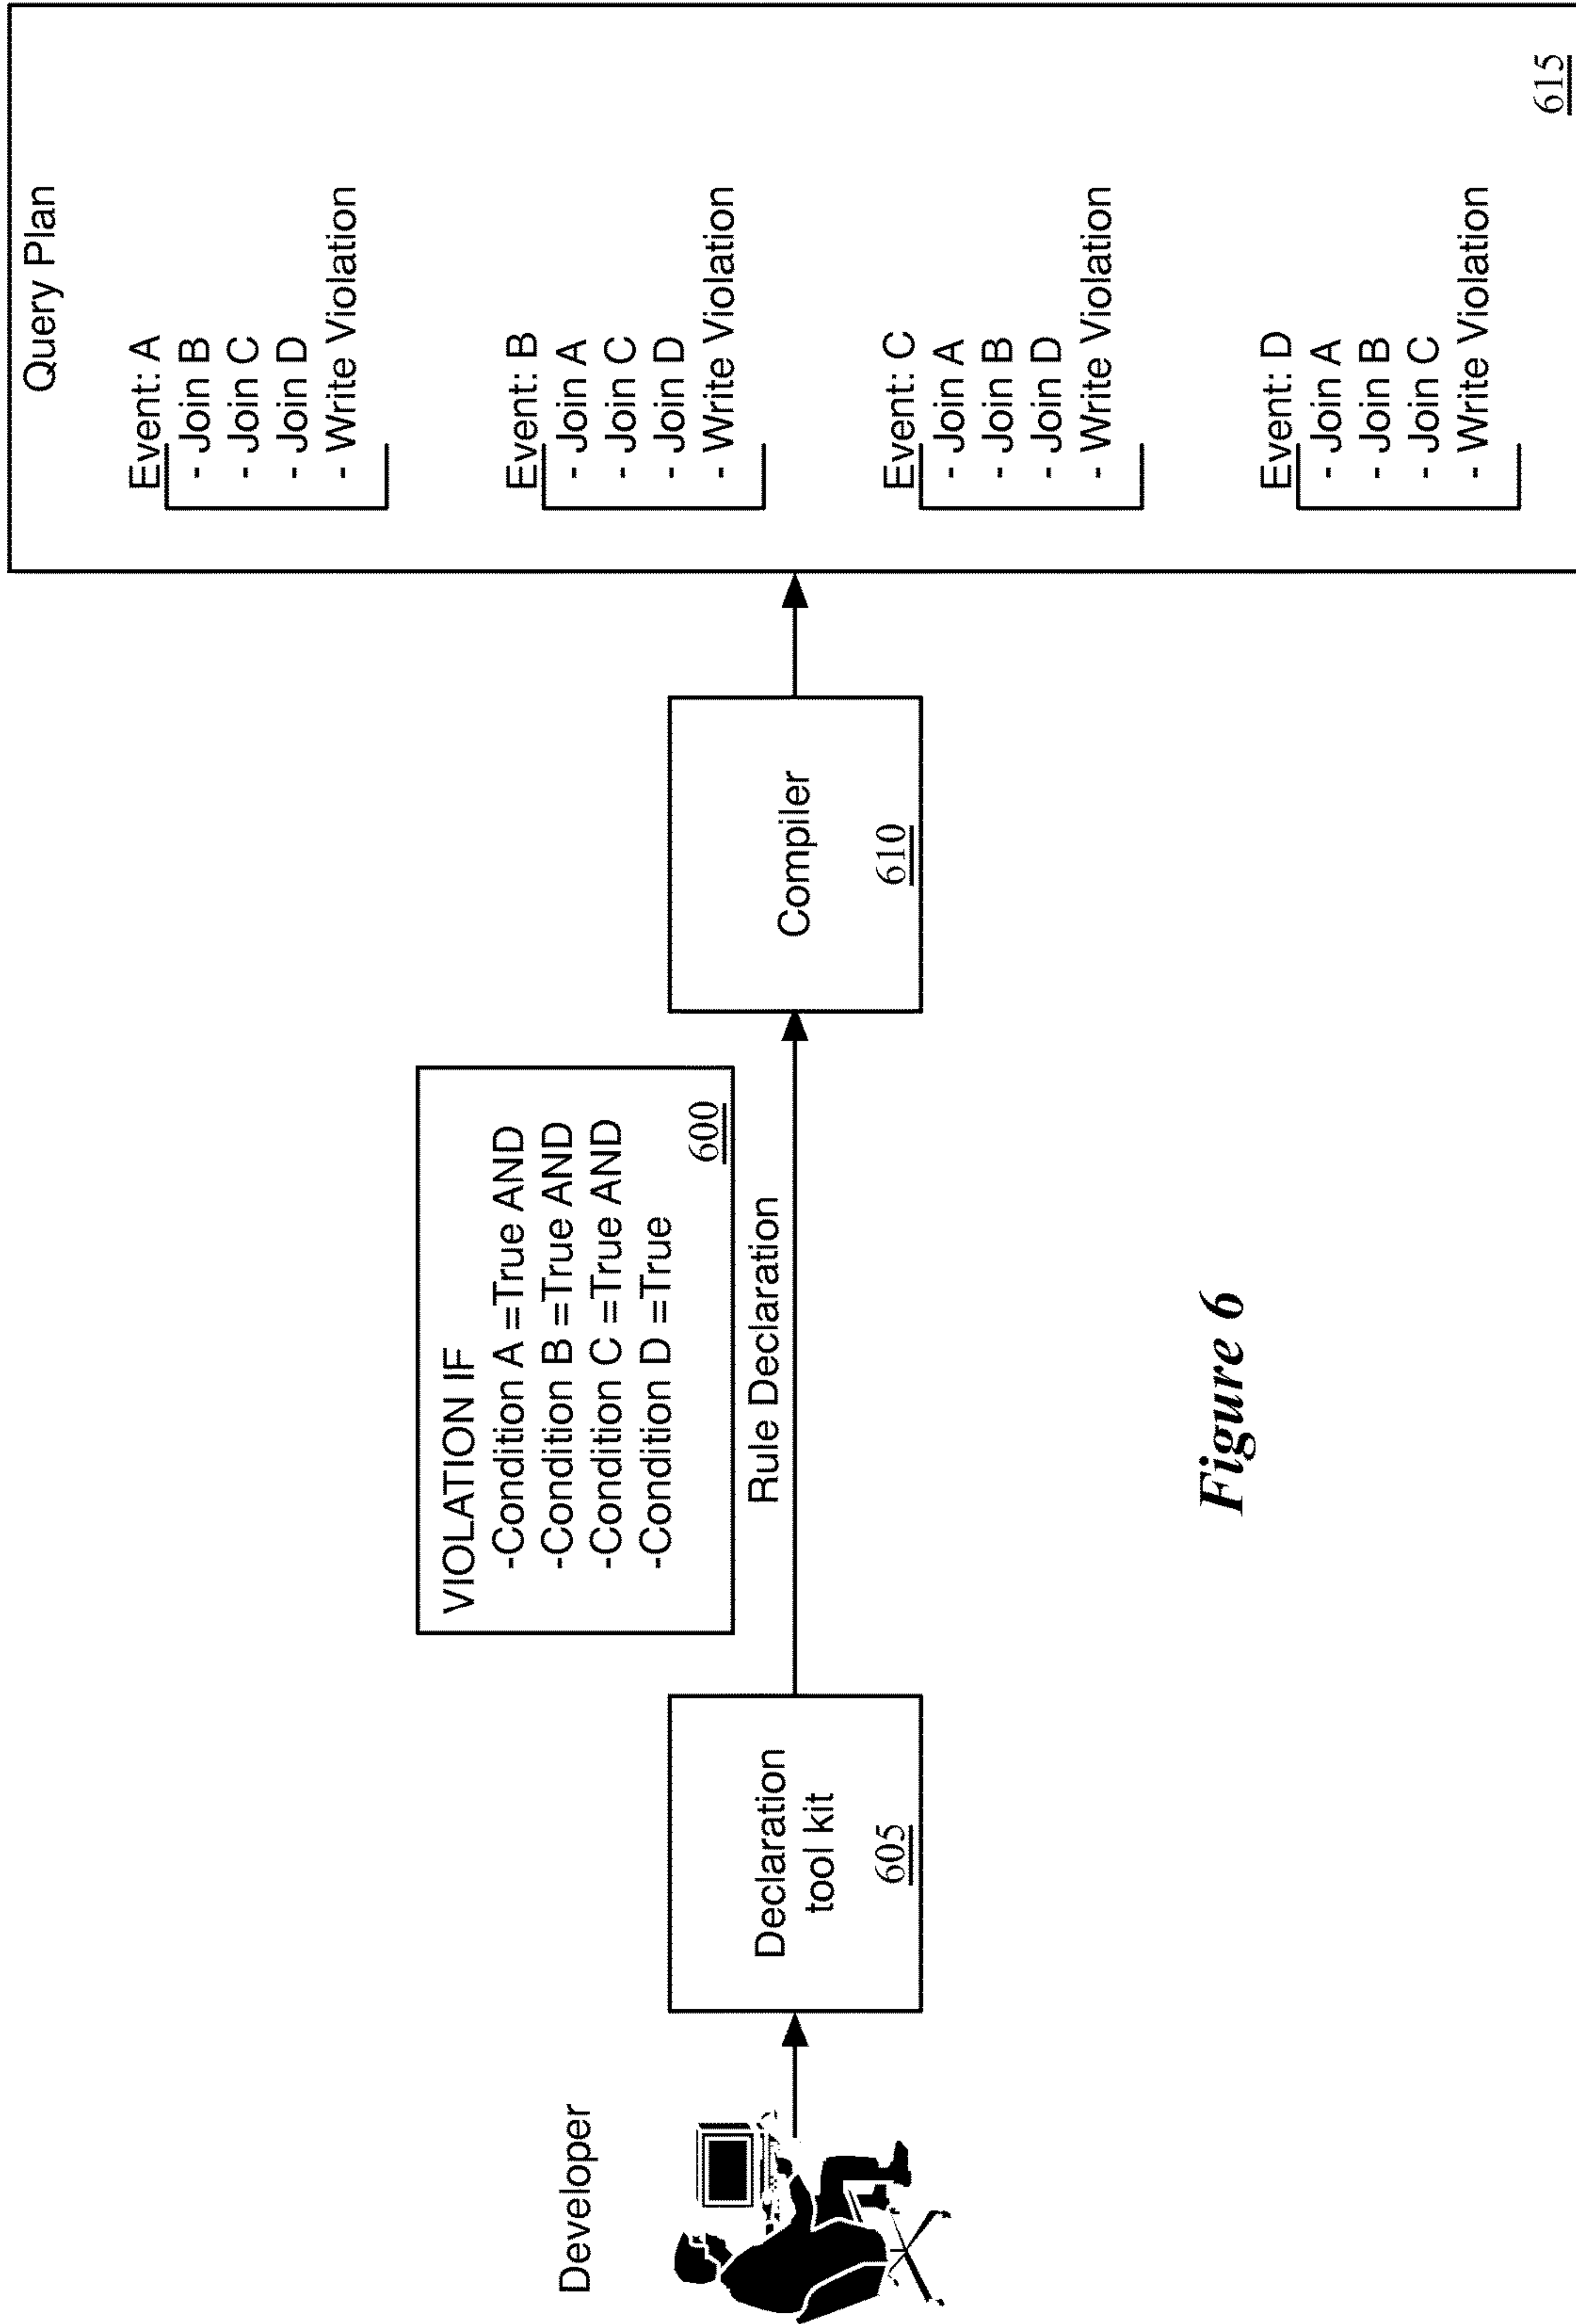 Developer
Declaration
tool kit
605
VIOLATION IF
-Condition A =True AND
-Condition B =True AND
-Condition C =True AND
-Condition D =True
600
Rule Declaration
Compiler
610
Query Plan
Event: A
- Join B
- Join C
- Join D
- Write Violation
Event: B
- Join A
- Join C
- Join D
- Write Violation
Event: C
- Join A
- Join B
- Join D
- Write Violation
Event: D
- Join A
- Join B
- Join C
- Write Violation
615
Figure 6